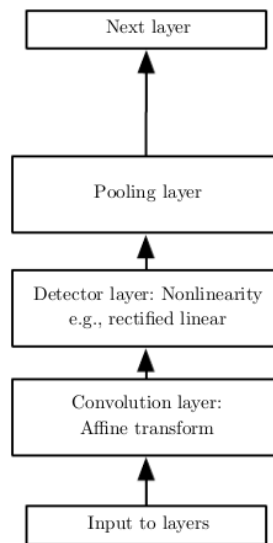 Next layer
Pooling layer
Detector layer: Nonlinearity
e.g., rectified linear
Convolution layer:
Affine transform
Input to layers